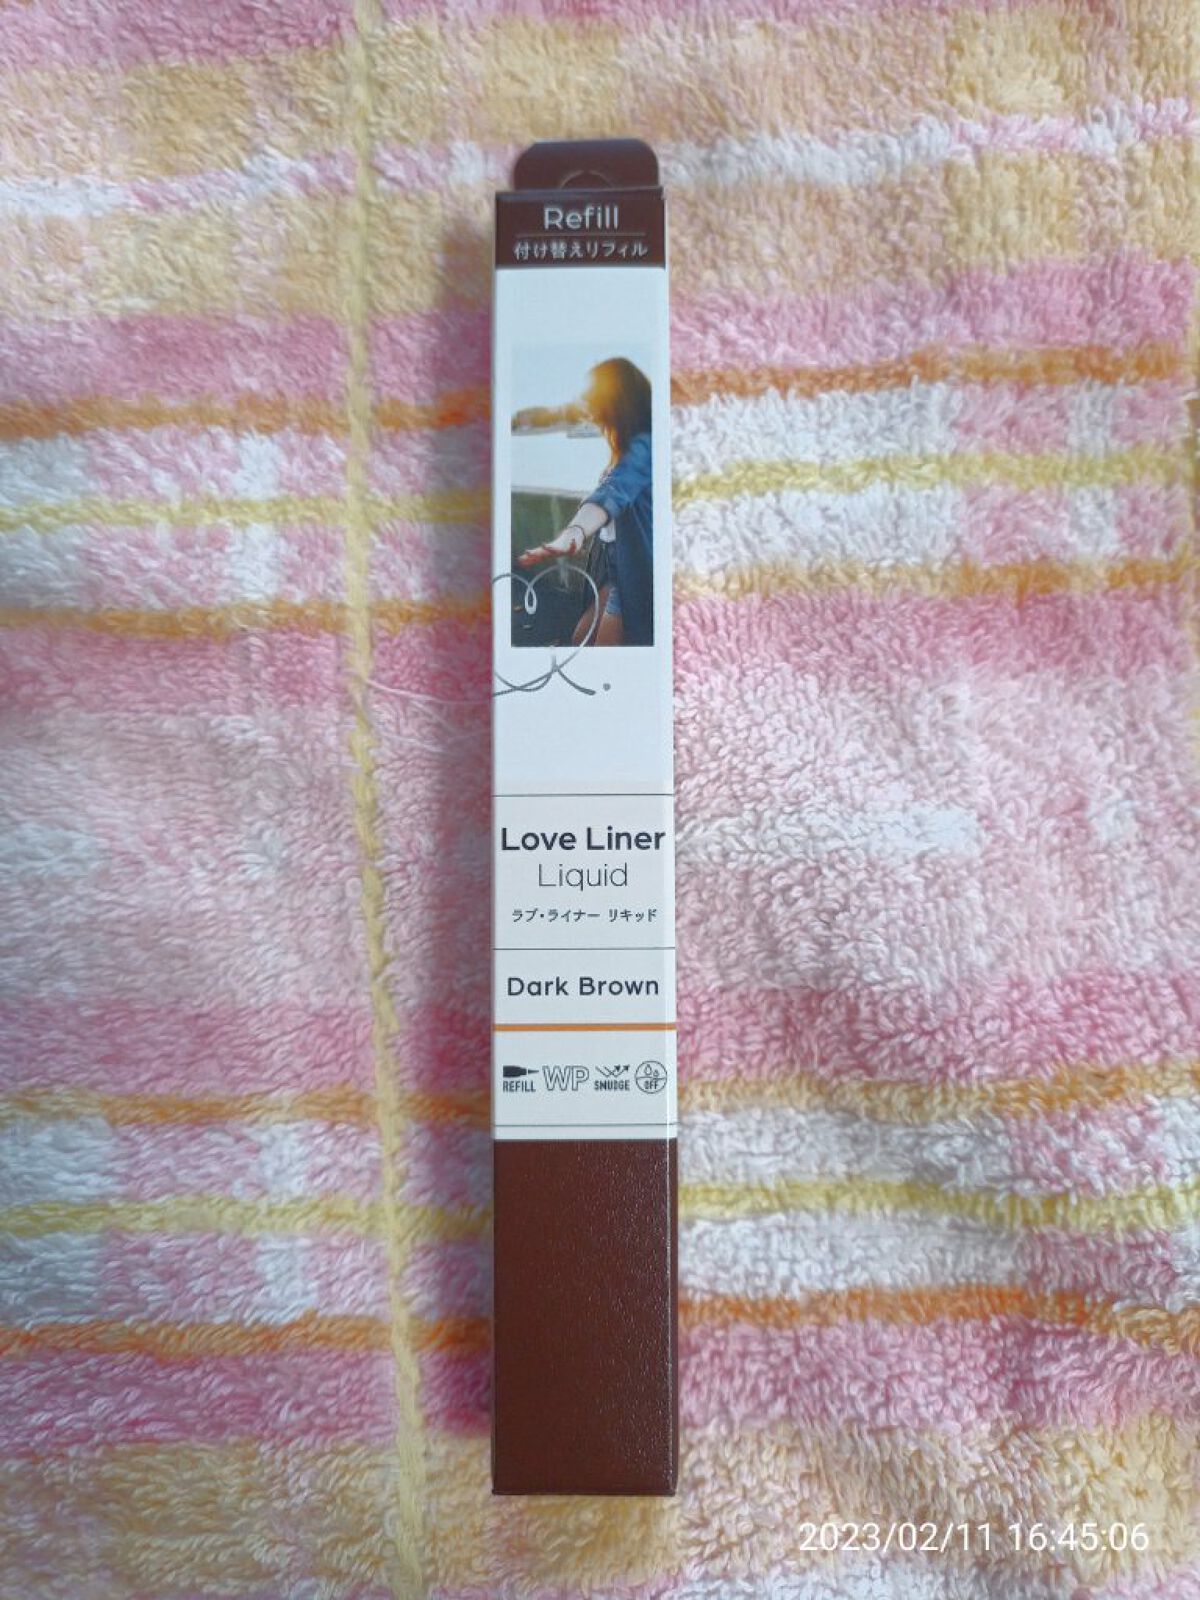 Refill
付け替えリフィル
Love Liner
Liquid
ラブ・ライナー リキッド
Dark Brown
REFILL WP SMUDGE OFF
2023/02/11 16:45:06